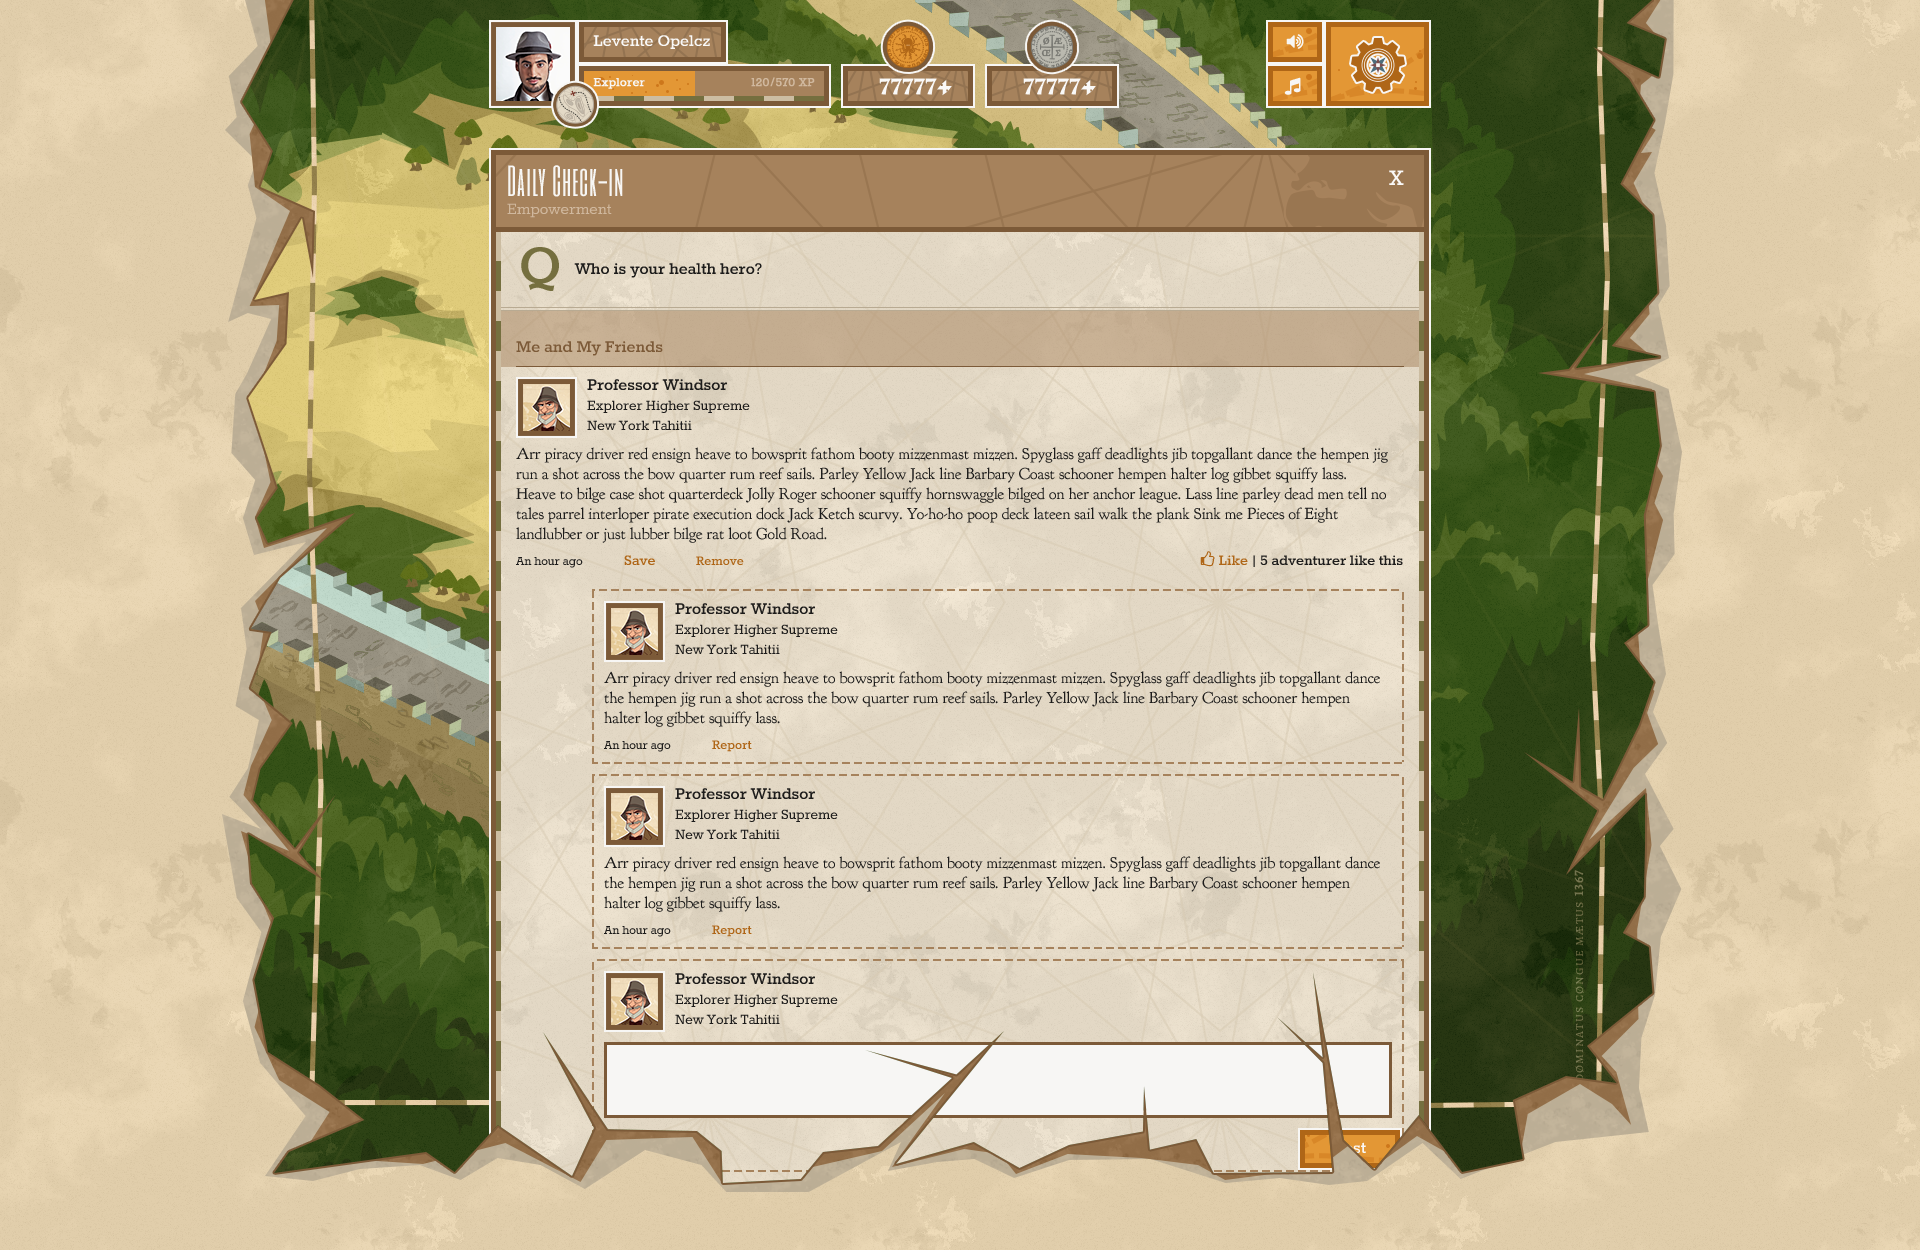 Levente Opelcz
Explorer
120/570 XP
77777+
77777+
Daily Check-in
Empowerment
X
Q
Who is your health hero?
Me and My Friends
Professor Windsor
Explorer Higher Supreme
New York Tahitii
Arr piracy driver red ensign heave to bowsprit fathom booty mizzenmast mizzen. Spyglass gaff deadlights jib topgallant dance the hempen jig
run a shot across the bow quarter rum reef sails. Parley Yellow Jack line Barbary Coast schooner hempen halter log gibbet squiffy lass.
Heave to bilge case shot quarterdeck Jolly Roger schooner squiffy hornswaggle bilged on her anchor league. Lass line parley dead men tell no
tales parrel interloper pirate execution dock Jack Ketch scurvy. Yo-ho-ho poop deck lateen sail walk the plank Sink me Pieces of Eight
landlubber or just lubber bilge rat loot Gold Road.
An hour ago Save Remove Like | 5 adventurer like this
Professor Windsor
Explorer Higher Supreme
New York Tahitii
Arr piracy driver red ensign heave to bowsprit fathom booty mizzenmast mizzen. Spyglass gaff deadlights jib topgallant dance
the hempen jig run a shot across the bow quarter rum reef sails. Parley Yellow Jack line Barbary Coast schooner hempen
halter log gibbet squiffy lass.
An hour ago Report
Professor Windsor
Explorer Higher Supreme
New York Tahitii
Arr piracy driver red ensign heave to bowsprit fathom booty mizzenmast mizzen. Spyglass gaff deadlights jib topgallant dance
the hempen jig run a shot across the bow quarter rum reef sails. Parley Yellow Jack line Barbary Coast schooner hempen
halter log gibbet squiffy lass.
An hour ago Report
Professor Windsor
Explorer Higher Supreme
New York Tahitii
st
DOMINATUS CONGUE MÆTUS 1367